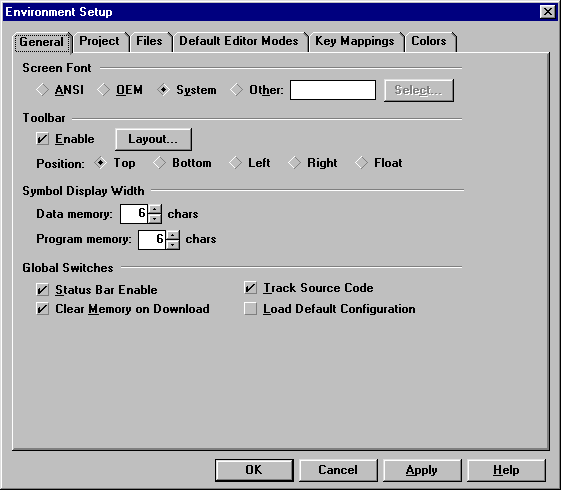 Environment Setup
General Project Files Default Editor Modes Key Mappings Colors
Screen Font
ANSI OEM System Other: Select...
Toolbar
Enable Layout...
Position: Top Bottom Left Right Float
Symbol Display Width
Data memory: 6 chars
Program memory: 6 chars
Global Switches
Status Bar Enable Track Source Code
Clear Memory on Download Load Default Configuration
OK Cancel Apply Help